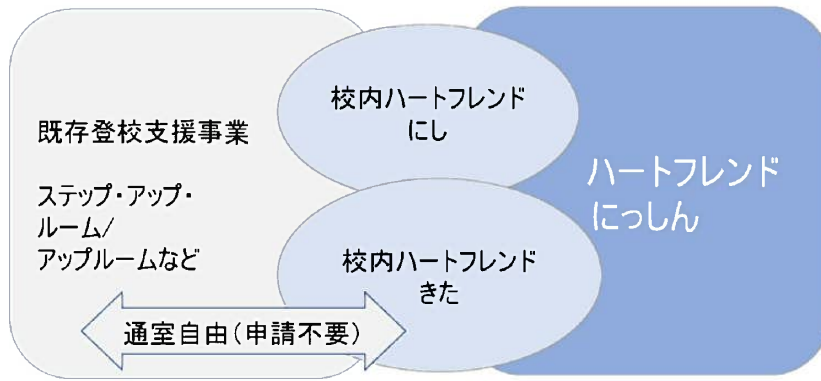 既存登校支援事業
ステップ・アップ・
ルーム/
アップルームなど
校内ハートフレンド
にし
校内ハートフレンド
きた
ハートフレンド
にっしん
通室自由(申請不要)